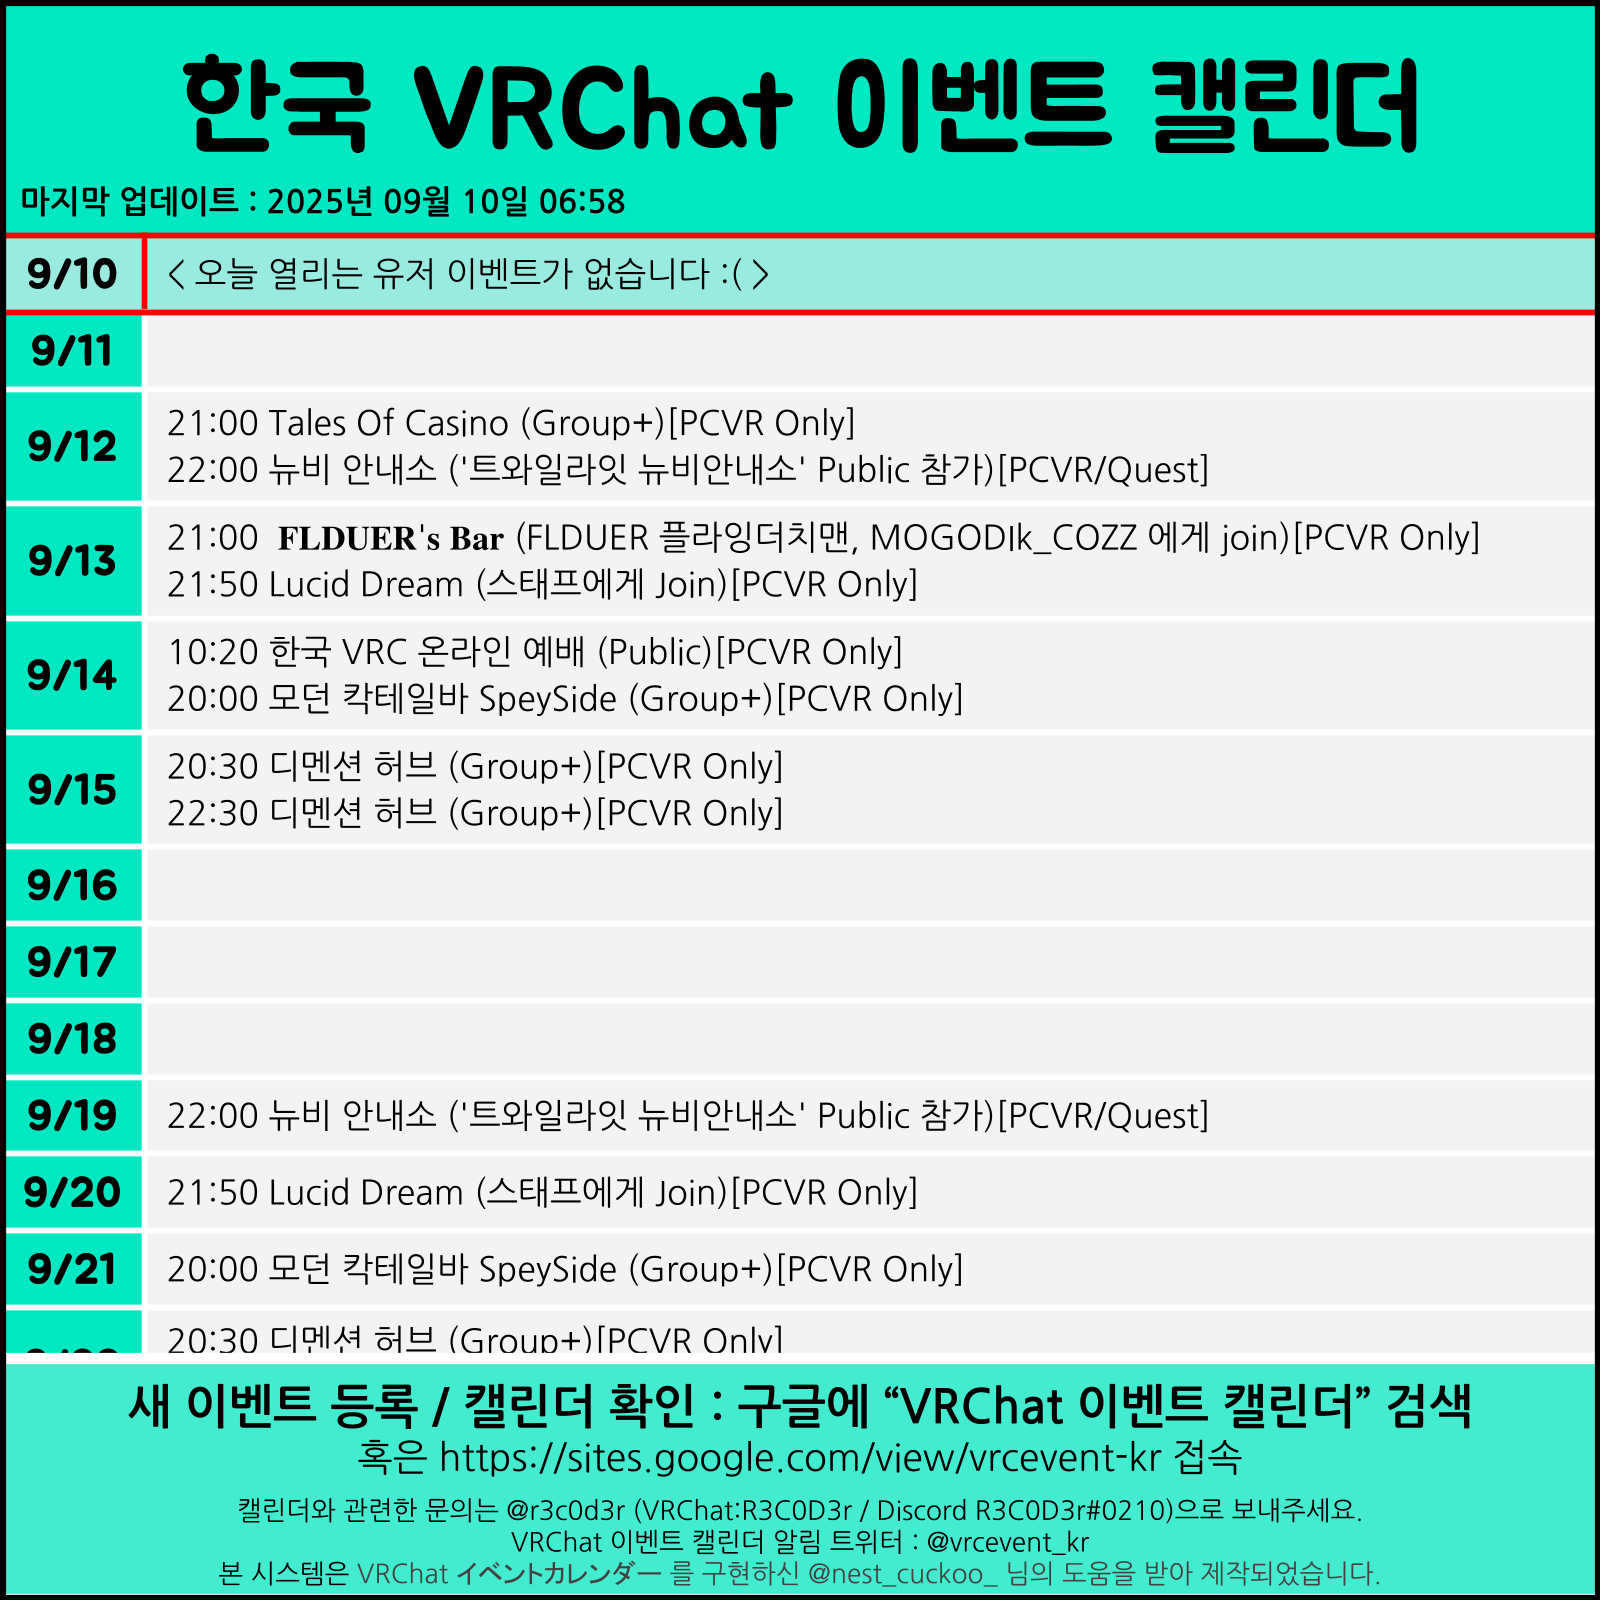 한국 VRChat 이벤트 캘린더
마지막 업데이트 : 2025년 09월 10일 06:58
9/10 < 오늘 열리는 유저 이벤트가 없습니다 :( >
9/11
9/12
21:00 Tales Of Casino (Group+)[PCVR Only]
22:00 뉴비 안내소 ('트와일라잇 뉴비안내소' Public 참가)[PCVR/Quest]
9/13
21:00 𝐅𝐋𝐃𝐔𝐄𝐑'𝐬 𝐁𝐚𝐫 (FLDUER 플라잉더치맨, MOGODIk_COZZ 에게 join)[PCVR Only]
21:50 Lucid Dream (스태프에게 Join)[PCVR Only]
9/14
10:20 한국 VRC 온라인 예배 (Public)[PCVR Only]
20:00 모던 칵테일바 SpeySide (Group+)[PCVR Only]
9/15
20:30 디멘션 허브 (Group+)[PCVR Only]
22:30 디멘션 허브 (Group+)[PCVR Only]
9/16
9/17
9/18
9/19 22:00 뉴비 안내소 ('트와일라잇 뉴비안내소' Public 참가)[PCVR/Quest]
9/20 21:50 Lucid Dream (스태프에게 Join)[PCVR Only]
9/21 20:00 모던 칵테일바 SpeySide (Group+)[PCVR Only]
20:30 디멘션 허브 (Group+)[PCVR Only]
새 이벤트 등록 / 캘린더 확인 : 구글에 “VRChat 이벤트 캘린더” 검색
혹은 https://sites.google.com/view/vrcevent-kr 접속
캘린더와 관련한 문의는 @r3c0d3r (VRChat:R3C0D3r / Discord R3C0D3r#0210)으로 보내주세요.
VRChat 이벤트 캘린더 알림 트위터 : @vrcevent_kr
본 시스템은 VRChat イベントカレンダー 를 구현하신 @nest_cuckoo_ 님의 도움을 받아 제작되었습니다.